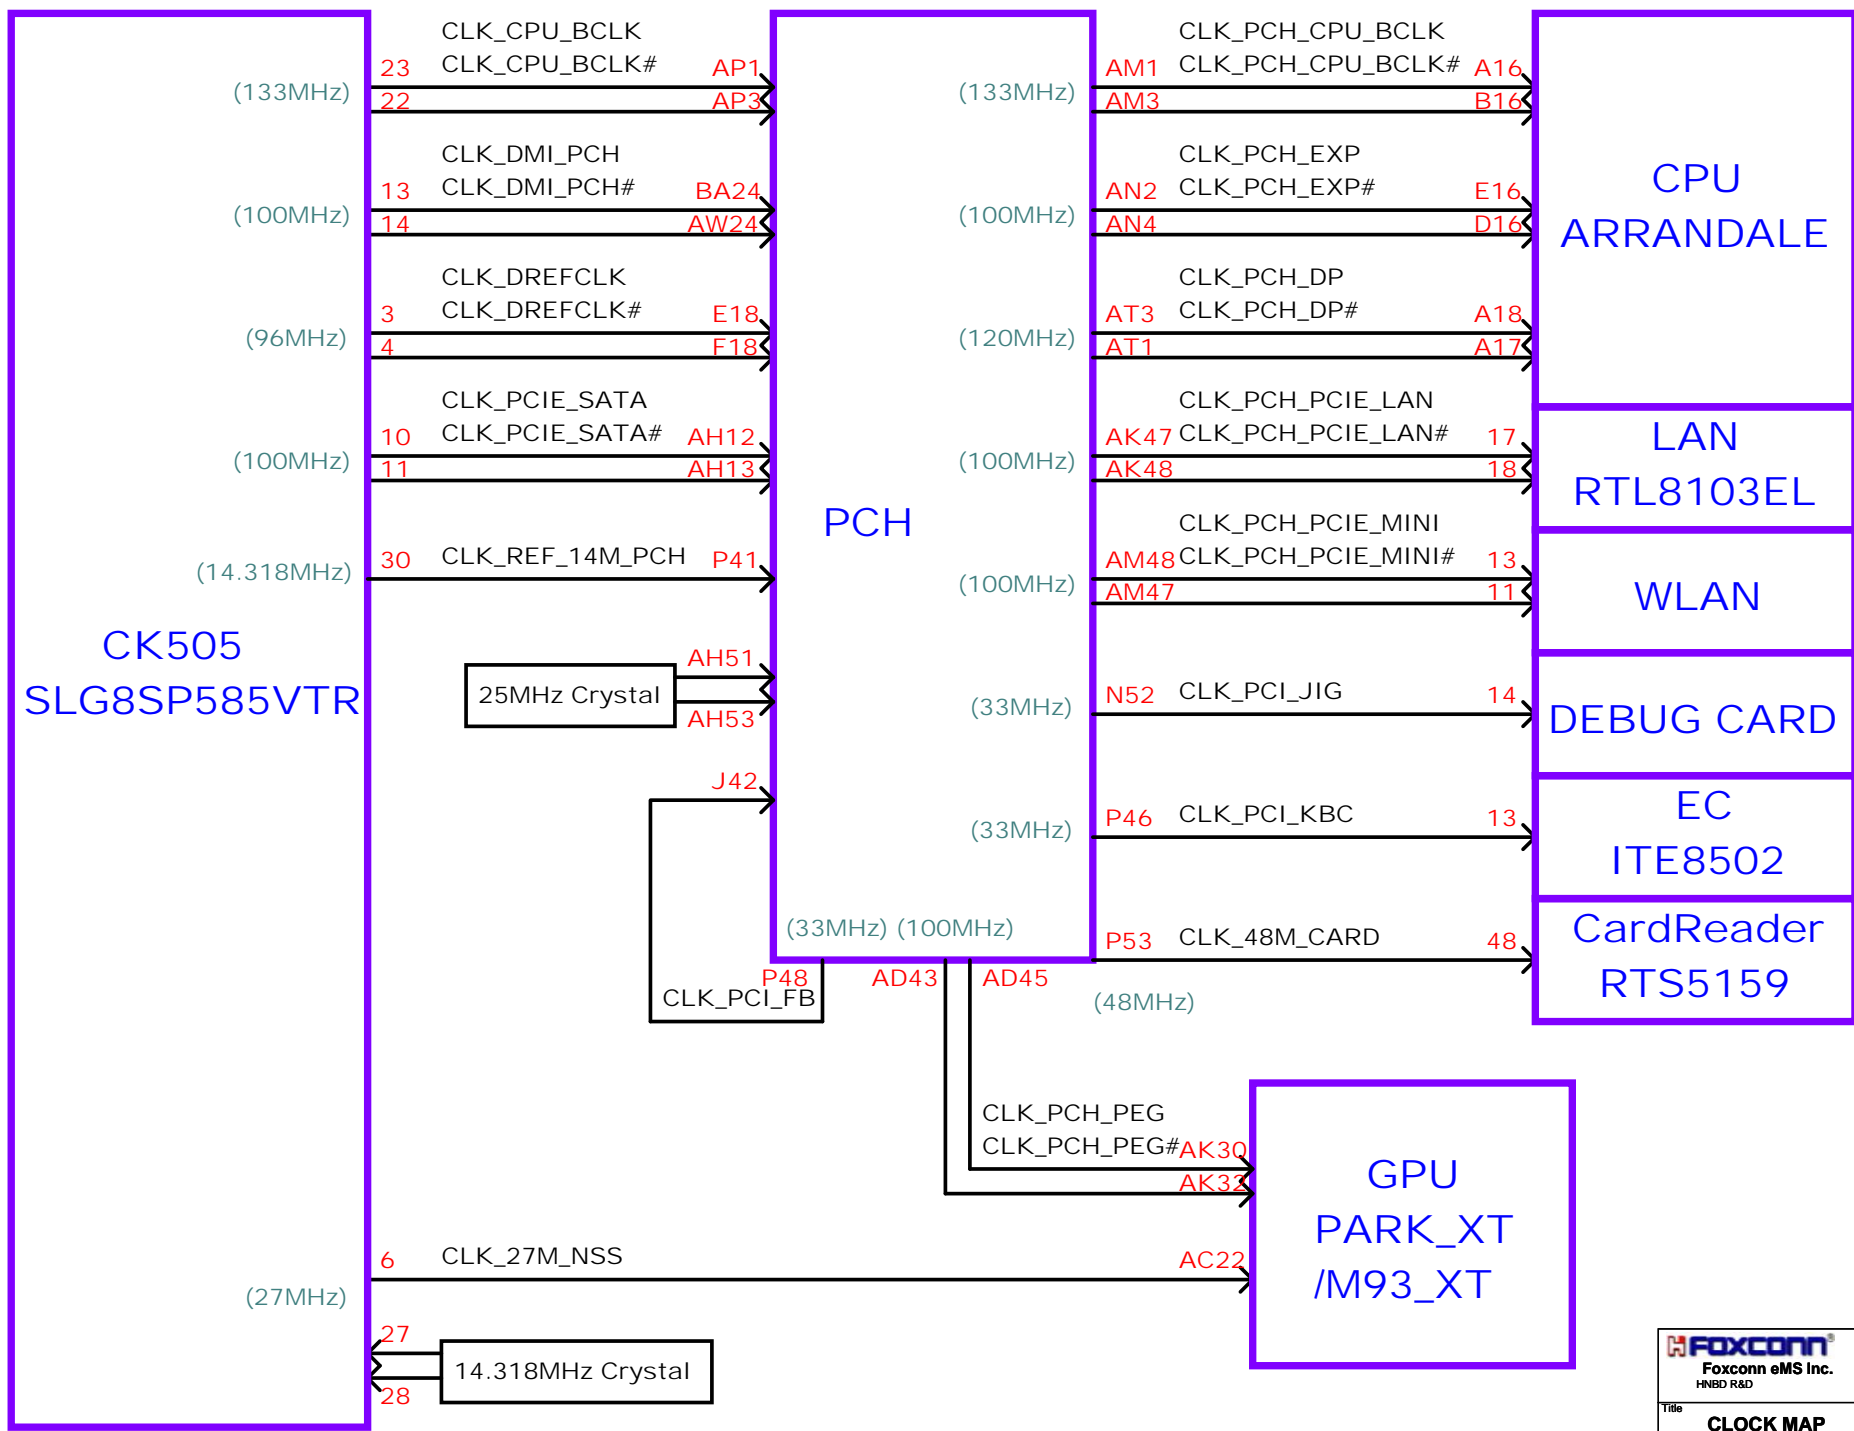 CLK_CPU_BCLK
CLK_CPU_BCLK#
23
22
AP1
AP3
(133MHz)
CLK_DMI_PCH
CLK_DMI_PCH#
13
14
BA24
AW24
(100MHz)
CLK_DREFCLK
CLK_DREFCLK#
3
4
E18
F18
(96MHz)
CLK_PCIE_SATA
CLK_PCIE_SATA#
10
11
AH12
AH13
(100MHz)
30
CLK_REF_14M_PCH
P41
(14.318MHz)
CK505
SLG8SP585VTR
AH51
25MHz Crystal
AH53
J42
PCH
(33MHz) (100MHz)
P48
CLK_PCI_FB
AD43
AD45
CLK_PCH_CPU_BCLK
CLK_PCH_CPU_BCLK#
AM1
AM3
A16
B16
(133MHz)
CLK_PCH_EXP
CLK_PCH_EXP#
AN2
AN4
E16
D16
(100MHz)
CLK_PCH_DP
CLK_PCH_DP#
AT3
AT1
A18
A17
(120MHz)
CPU
ARRANDALE
CLK_PCH_PCIE_LAN
CLK_PCH_PCIE_LAN#
AK47
AK48
17
18
(100MHz)
LAN
RTL8103EL
CLK_PCH_PCIE_MINI
CLK_PCH_PCIE_MINI#
AM48
AM47
13
11
(100MHz)
WLAN
N52
CLK_PCI_JIG
14
(33MHz)
DEBUG CARD
P46
CLK_PCI_KBC
13
(33MHz)
EC
ITE8502
P53
CLK_48M_CARD
48
(48MHz)
CardReader
RTS5159
CLK_PCH_PEG
CLK_PCH_PEG#
AK30
AK32
GPU
PARK_XT
/M93_XT
6
CLK_27M_NSS
AC22
(27MHz)
27
14.318MHz Crystal
28
FOXCONN®
Foxconn eMS Inc.
HNBD R&D
Title
CLOCK MAP